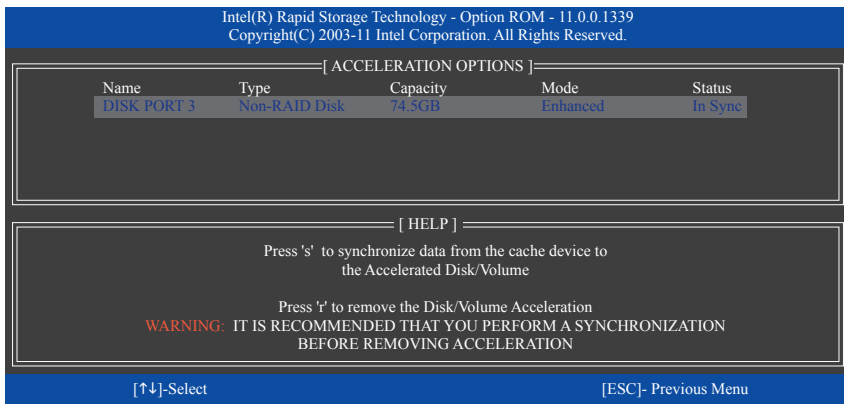 Intel(R) Rapid Storage Technology - Option ROM - 11.0.0.1339
Copyright(C) 2003-11 Intel Corporation. All Rights Reserved.
[ ACCELERATION OPTIONS ]
Name Type Capacity Mode Status
DISK PORT 3 Non-RAID Disk 74.5GB Enhanced In Sync
[ HELP ]
Press 's' to synchronize data from the cache device to
the Accelerated Disk/Volume
Press 'r' to remove the Disk/Volume Acceleration
WARNING: IT IS RECOMMENDED THAT YOU PERFORM A SYNCHRONIZATION
BEFORE REMOVING ACCELERATION
[↑↓]-Select [ESC]- Previous Menu